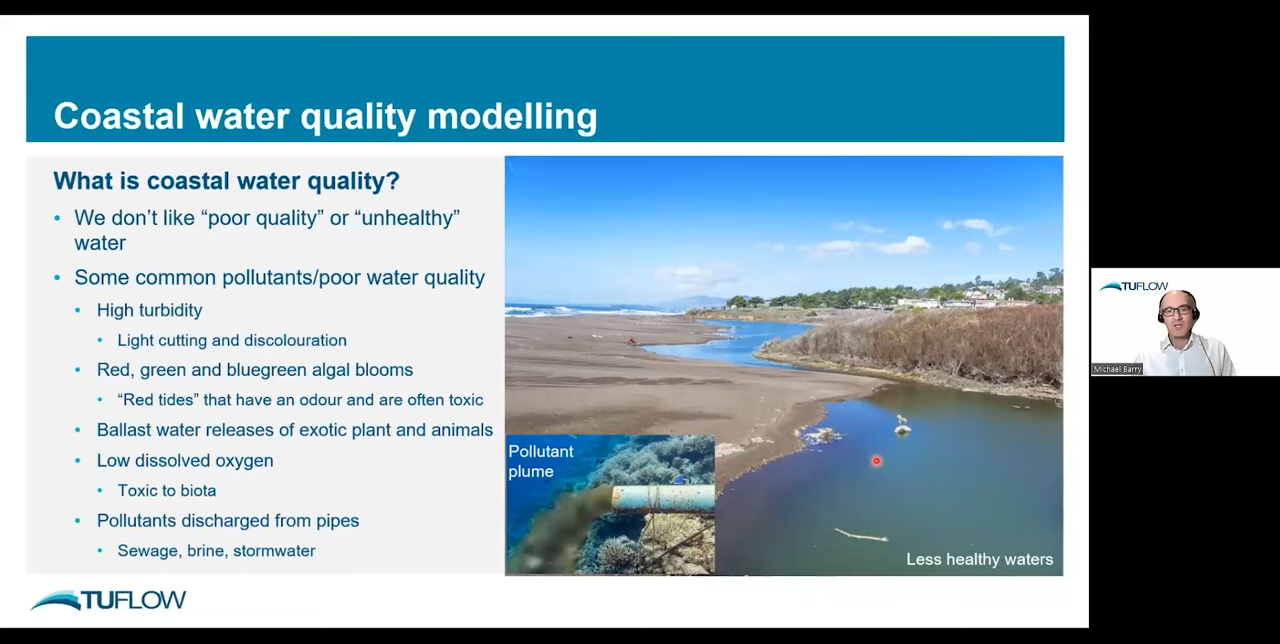 Coastal water quality modelling
What is coastal water quality?
• We don’t like “poor quality” or “unhealthy”
water
• Some common pollutants/poor water quality
• High turbidity
• Light cutting and discolouration
• Red, green and bluegreen algal blooms
• “Red tides” that have an odour and are often toxic
• Ballast water releases of exotic plant and animals
• Low dissolved oxygen
• Toxic to biota
• Pollutants discharged from pipes
• Sewage, brine, stormwater
Pollutant
plume
Less healthy waters
TUFLOW
TUFLOW
Michael Barry